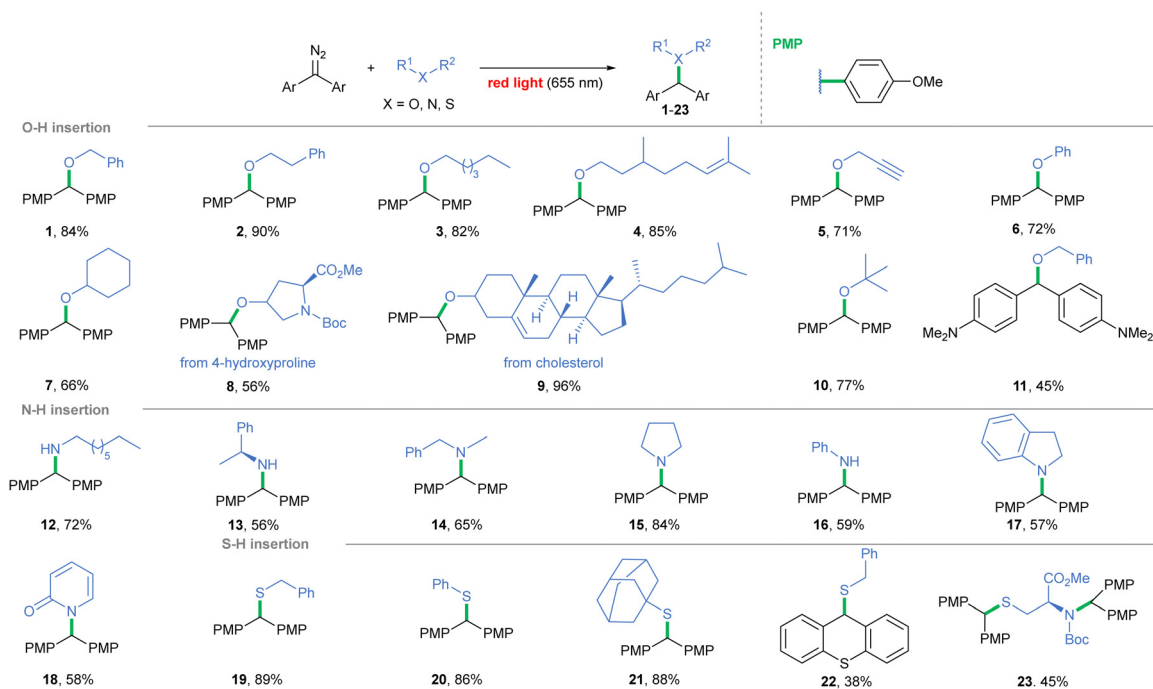 N2
Ar Ar
+
R1 R2
X
X = O, N, S
red light (655 nm)
R1 R2
X
Ar Ar
1-23
PMP
OMe
O-H insertion
O Ph
PMP PMP
1, 84%
O Ph
PMP PMP
2, 90%
O ( )3
PMP PMP
3, 82%
O
PMP PMP
4, 85%
O
PMP PMP
5, 71%
O Ph
PMP PMP
6, 72%
O
PMP PMP
7, 66%
CO2Me
O N
PMP Boc
PMP
from 4-hydroxyproline
8, 56%
O H
PMP H H
PMP
from cholesterol
9, 96%
O
PMP PMP
10, 77%
O Ph
Me2N NMe2
11, 45%
N-H insertion
HN ( )5
PMP PMP
12, 72%
Ph
NH
PMP PMP
13, 56%
Ph N
PMP PMP
14, 65%
N
PMP PMP
15, 84%
Ph NH
PMP PMP
16, 59%
N
PMP PMP
17, 57%
O N
PMP PMP
18, 58%
S-H insertion
S Ph
PMP PMP
19, 89%
Ph S
PMP PMP
20, 86%
S
PMP PMP
21, 88%
Ph
S
S
22, 38%
CO2Me PMP
PMP S N PMP
PMP Boc
23. 45%